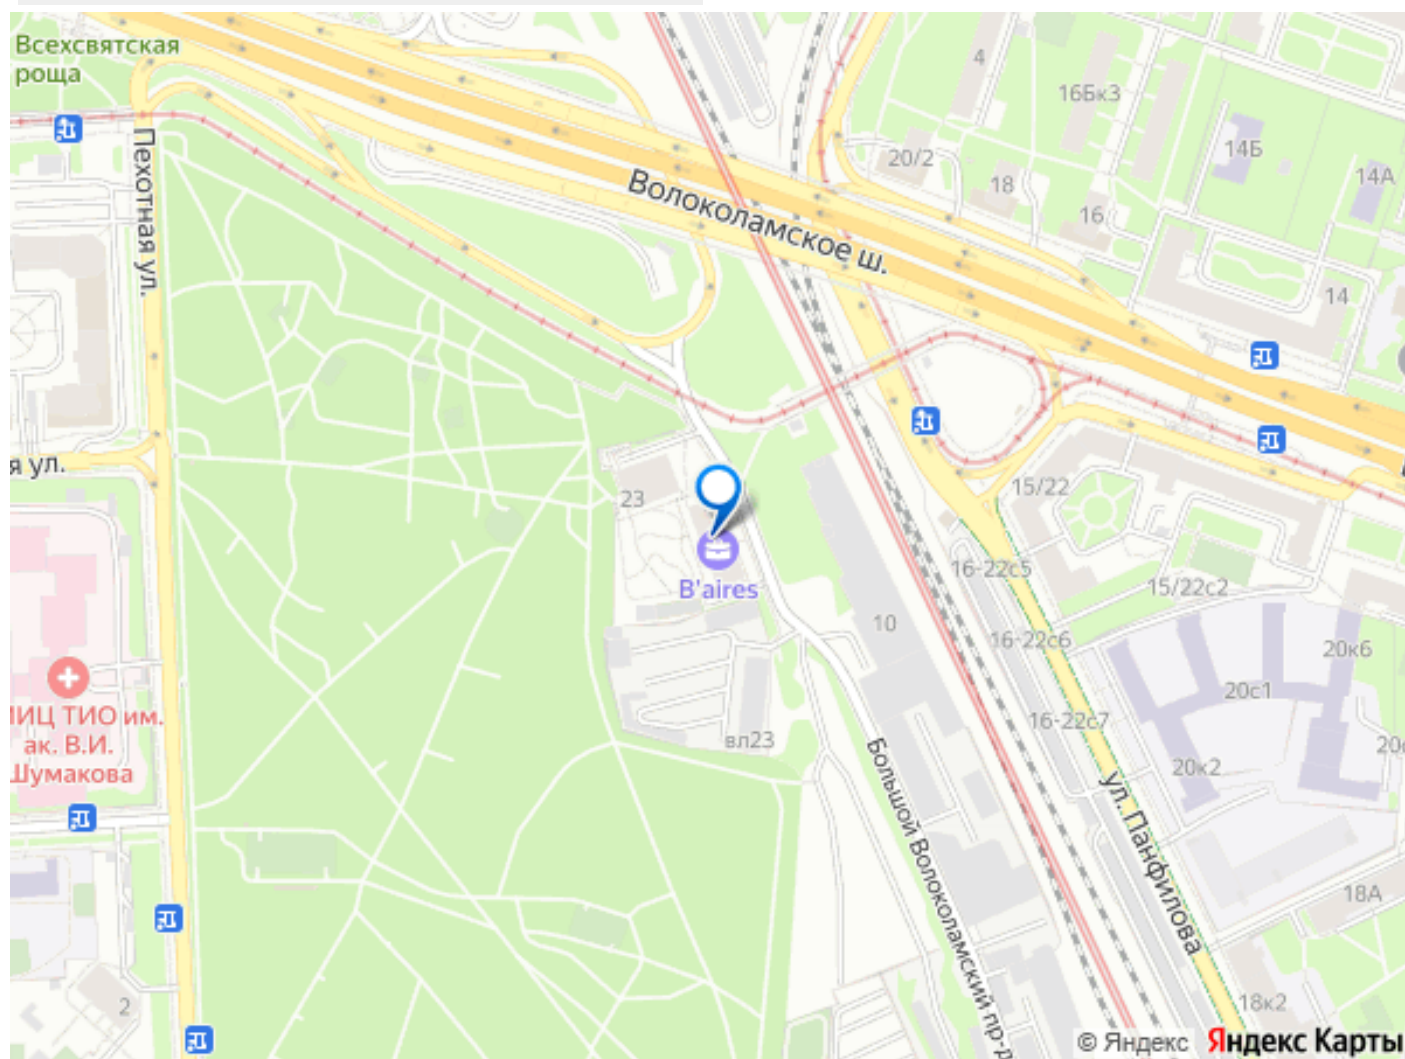 Всехсвятская
роща
4
16Бк3
14Б
14А
20/2
18
16
14
Пехотная ул.
Волоколамское ш.
я ул.
23
15/22
B'aires
16-22с5
15/22с2
10
16-22с6
20к6
20с1
ИЦ ТИО им.
ак. В.И.
Шумакова
16-22с7
вл23
20к2
Большой Волоколамский пр-д
ул. Панфилова
18А
2
18к2
© Яндекс Яндекс Карты